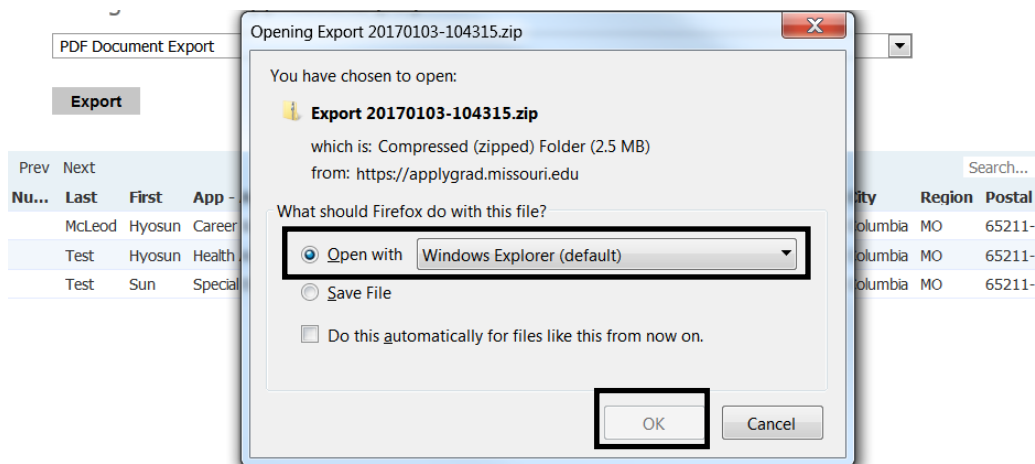 Opening Export 20170103-104315.zip
PDF Document Export
You have chosen to open:
Export
Export 20170103-104315.zip
which is: Compressed (zipped) Folder (2.5 MB)
from: https://applygrad.missouri.edu
Prev Next Search...
Nu... Last First App - City Region Postal
What should Firefox do with this file?
McLeod Hyosun Career Columbia MO 65211-
Open with Windows Explorer (default)
Test Hyosun Health Columbia MO 65211-
Save File
Test Sun Special Columbia MO 65211-
Do this automatically for files like this from now on.
OK Cancel